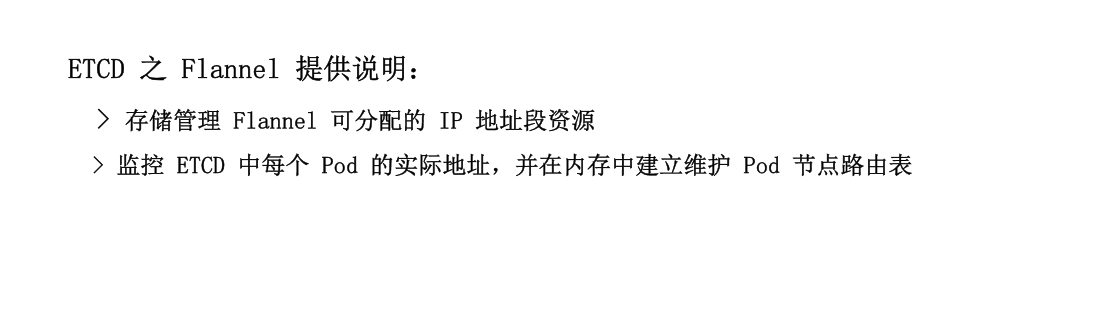 ETCD 之 Flannel 提供说明：
> 存储管理 Flannel 可分配的 IP 地址段资源
> 监控 ETCD 中每个 Pod 的实际地址，并在内存中建立维护 Pod 节点路由表